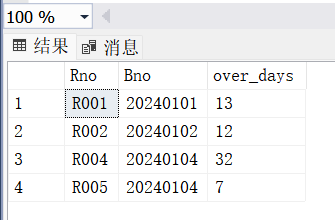 100 %
结果 消息
Rno Bno over_days
1 R001 20240101 13
2 R002 20240102 12
3 R004 20240104 32
4 R005 20240104 7